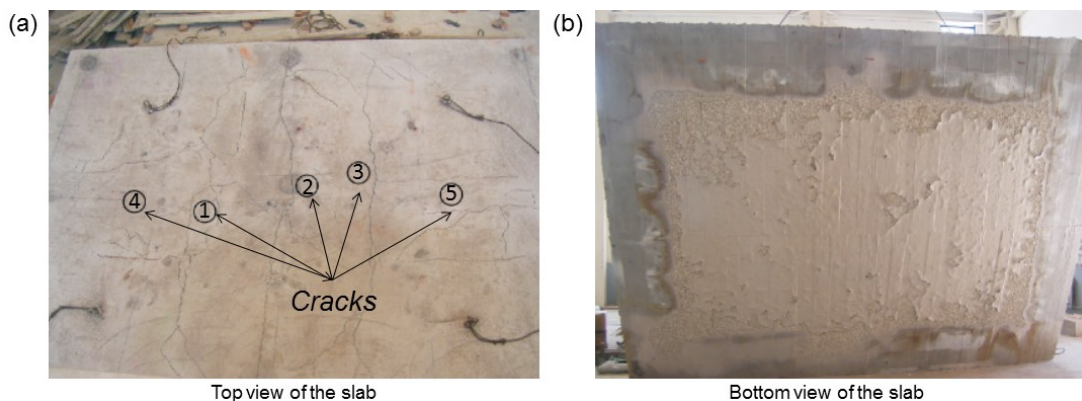 (a)
④
①
②
③
⑤
Cracks
Top view of the slab
(b)
Bottom view of the slab